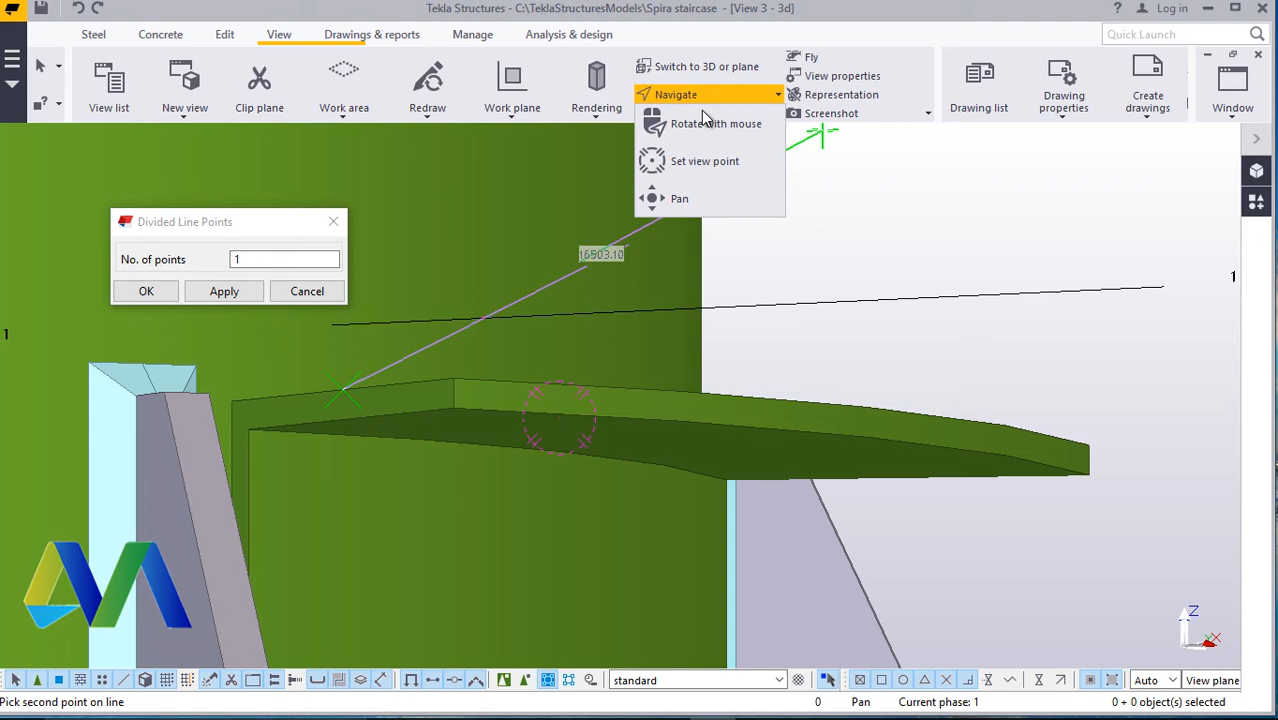 Tekla Structures - C:\TeklaStructuresModels\Spira staircase - [View 3 - 3d]
Log in
Steel Concrete Edit View Drawings & reports Manage Analysis & design
Quick Launch
View list
New view
Clip plane
Redraw
Work plane
Rendering
Switch to 3D or plane
Navigate
Rotate with mouse
Set view point
Pan
Fly
View properties
Representation
Screenshot
Drawing list
Drawing properties
Create drawings
Window
Divided Line Points
No. of points 1
OK Apply Cancel
16503.10
1
1
Z
standard
Auto
View plane
Pick second point on line
0
Pan
Current phase: 1
0 + 0 object(s) selected